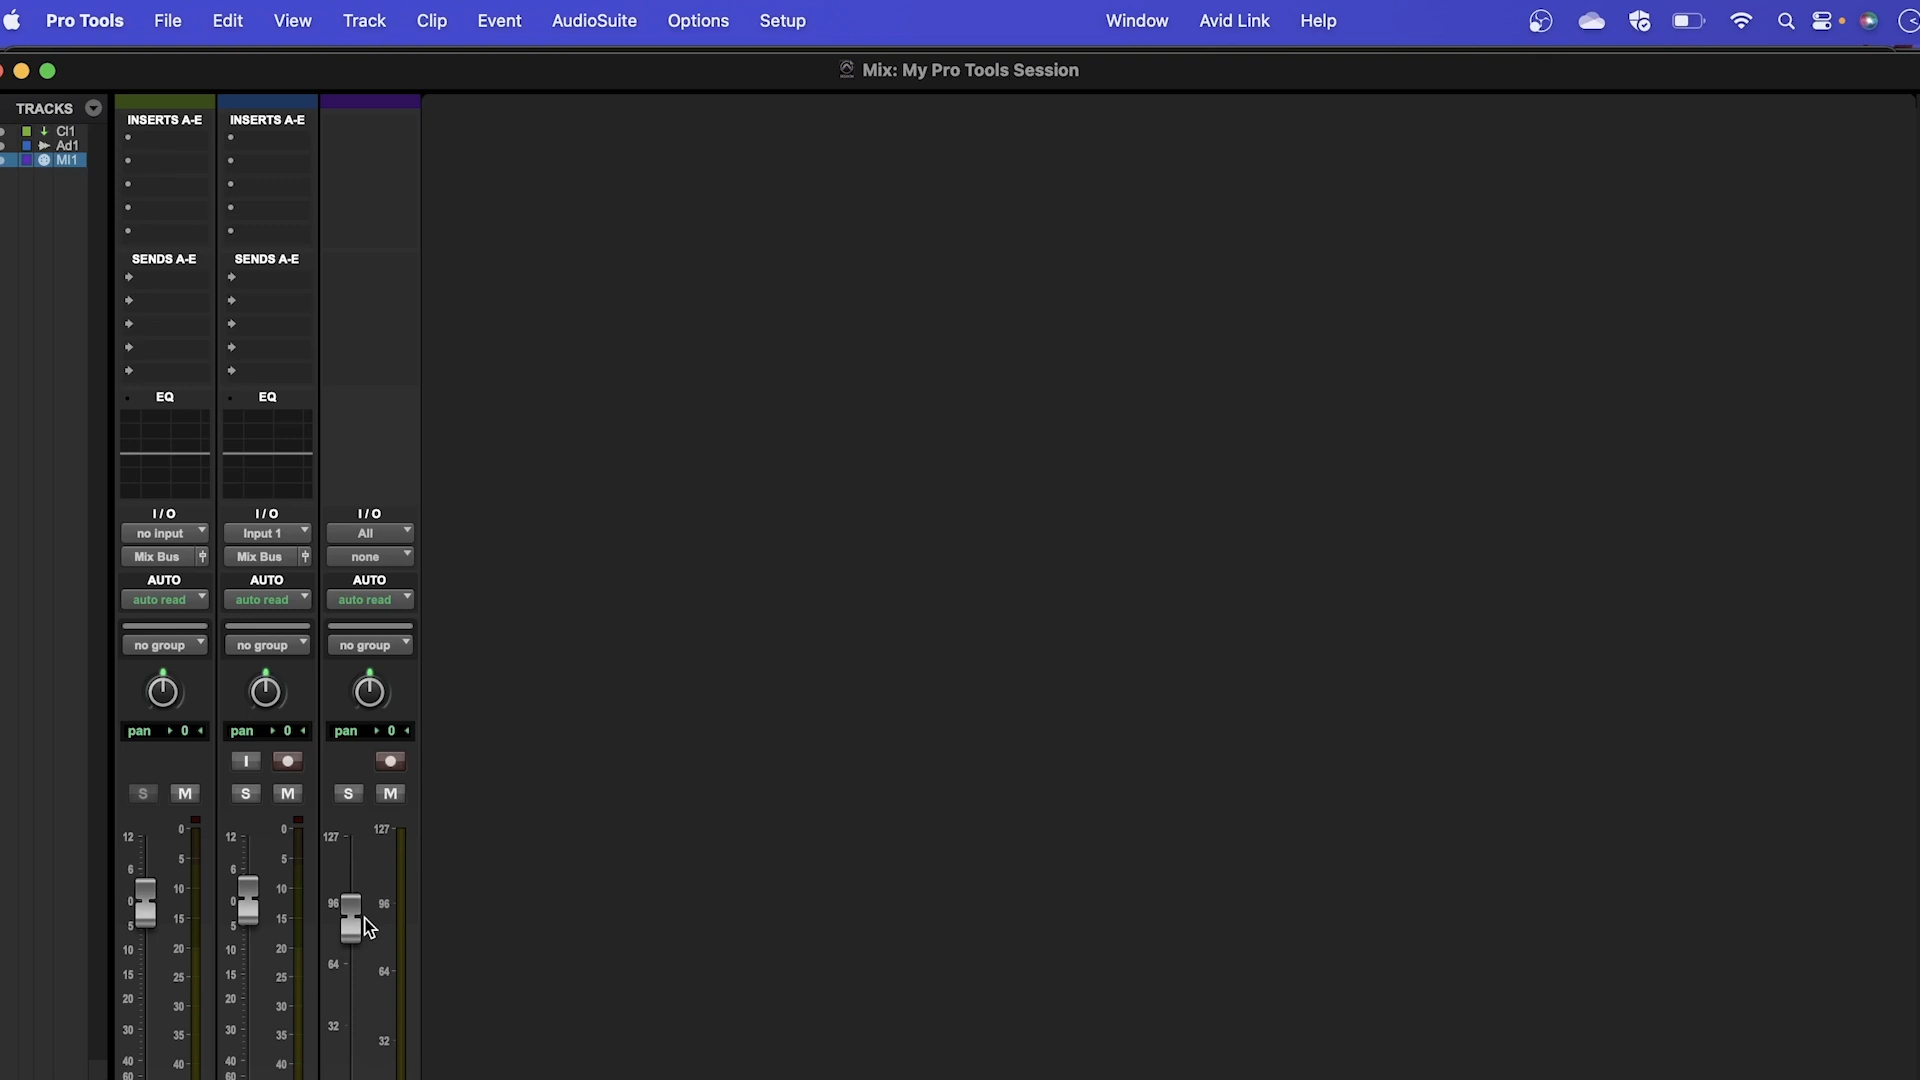 Pro Tools File Edit View Track Clip Event AudioSuite Options Setup Window Avid Link Help
Mix: My Pro Tools Session
TRACKS
Cl1
Ad1
MI1
INSERTS A-E INSERTS A-E
SENDS A-E SENDS A-E
EQ EQ
I / O I / O I / O
no input Input 1 All
Mix Bus Mix Bus none
AUTO AUTO AUTO
auto read auto read auto read
no group no group no group
pan 0 pan 0 pan 0
I
S M S M S M
12 0 12 0 127 127
6 5 6 5
0 10 0 10 96 96
5 15 5 15
10 20 10 20 64 64
15 25 15 25
20 30 20 30
30 35 30 35 32 32
40 40 40 40
60 60